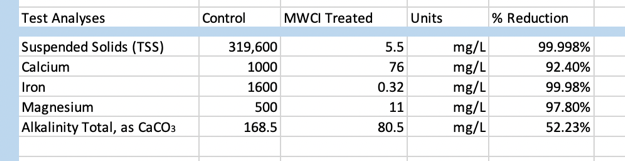 Test Analyses Control MWCI Treated Units % Reduction
Suspended Solids (TSS) 319,600 5.5 mg/L 99.998%
Calcium 1000 76 mg/L 92.40%
Iron 1600 0.32 mg/L 99.98%
Magnesium 500 11 mg/L 97.80%
Alkalinity Total, as CaCO3 168.5 80.5 mg/L 52.23%